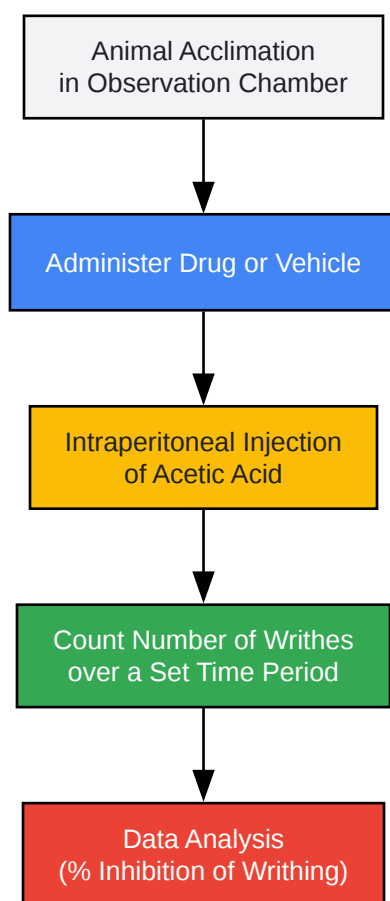 Animal Acclimation
in Observation Chamber
Administer Drug or Vehicle
Intraperitoneal Injection
of Acetic Acid
Count Number of Writhes
over a Set Time Period
Data Analysis
(% Inhibition of Writhing)